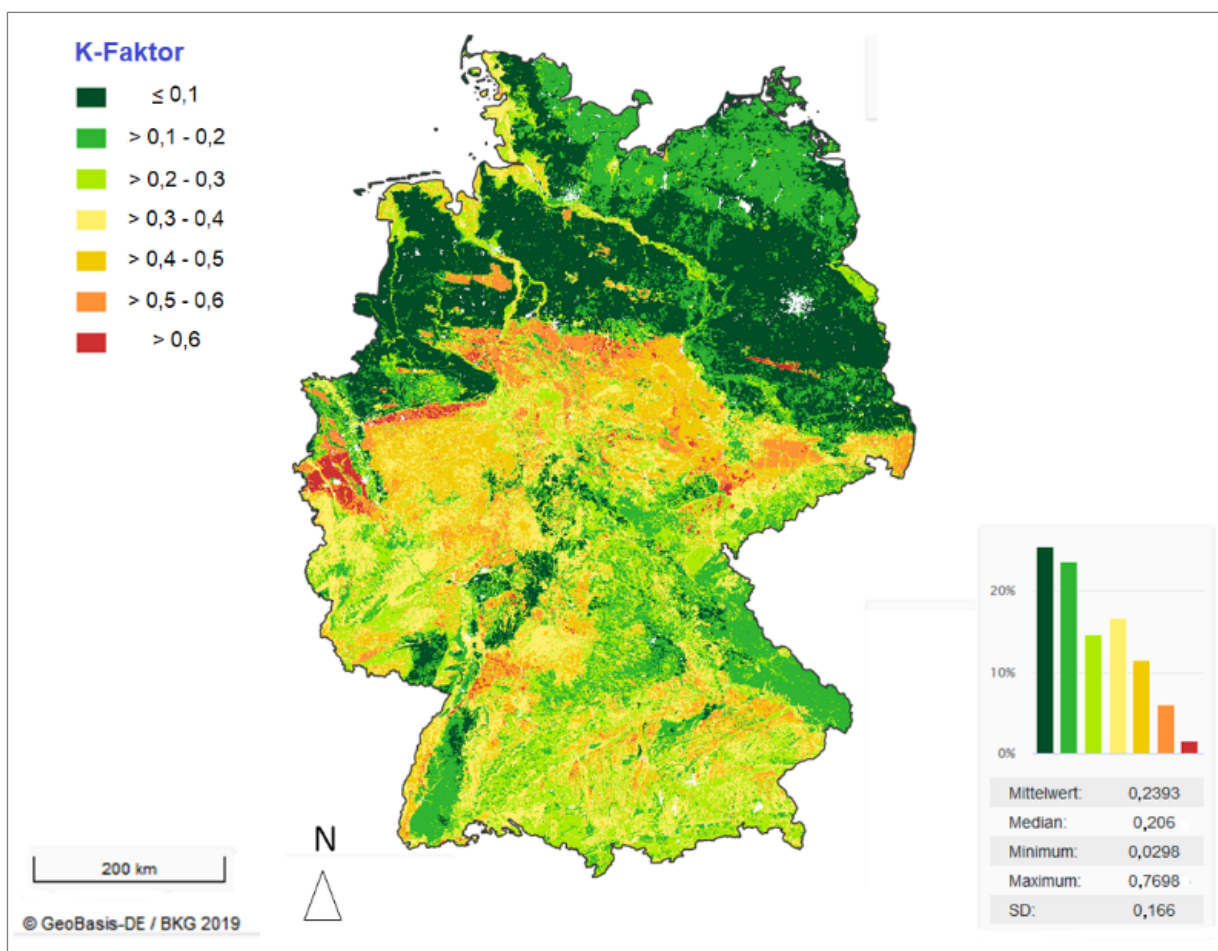 K-Faktor
≤ 0,1
> 0,1 - 0,2
> 0,2 - 0,3
> 0,3 - 0,4
> 0,4 - 0,5
> 0,5 - 0,6
> 0,6
20%
10%
0%
Mittelwert: 0,2393
Median: 0,206
Minimum: 0,0298
Maximum: 0,7698
SD: 0,166
N
200 km
© GeoBasis-DE / BKG 2019